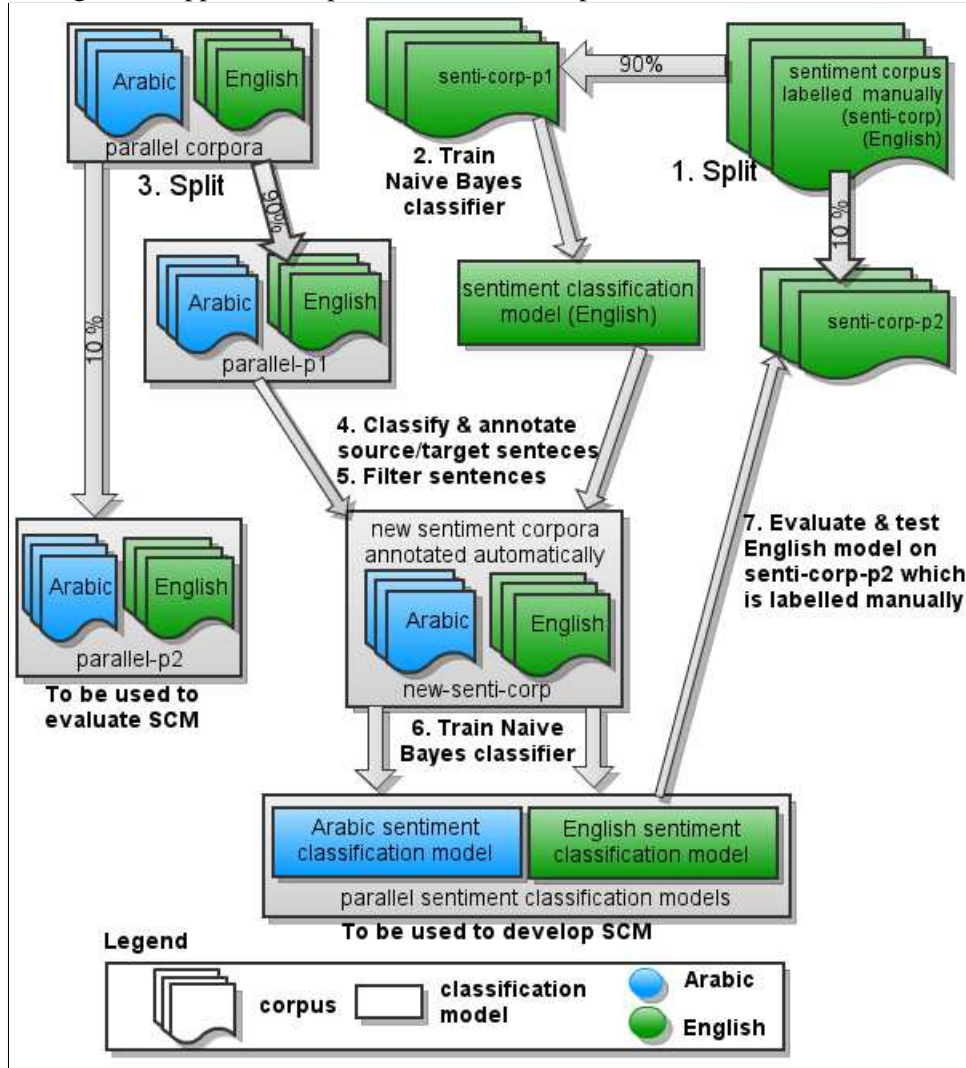 Arabic
English
parallel corpora
3. Split
90%
10 %
Arabic
English
parallel-p1
Arabic
English
parallel-p2
To be used to
evaluate SCM
senti-corp-p1
90%
sentiment corpus
labelled manually
(senti-corp)
(English)
1. Split
10 %
senti-corp-p2
2. Train
Naive Bayes
classifier
sentiment classification
model (English)
4. Classify & annotate
source/target senteces
5. Filter sentences
new sentiment corpora
annotated automatically
Arabic
English
new-senti-corp
6. Train Naive
Bayes classifier
7. Evaluate & test
English model on
senti-corp-p2 which
is labelled manually
Arabic sentiment
classification model
English sentiment
classification model
parallel sentiment classification models
To be used to develop SCM
Legend
corpus
classification
model
Arabic
English